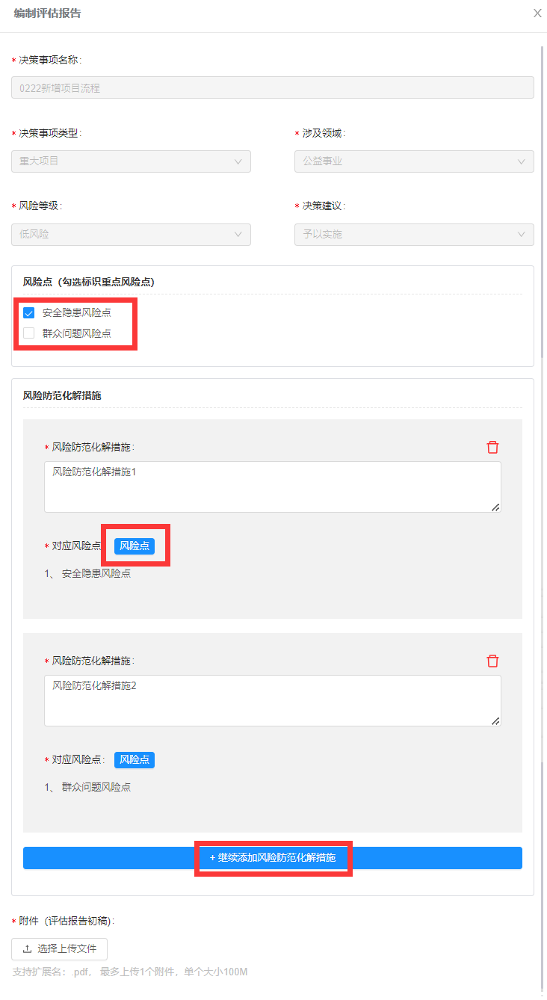 编制评估报告
* 决策事项名称:
0222新增项目流程
* 决策事项类型:
* 涉及领域:
重大项目
公益事业
* 风险等级:
* 决策建议:
低风险
予以实施
风险点（勾选标识重点风险点）
安全隐患风险点
群众问题风险点
风险防范化解措施
* 风险防范化解措施:
风险防范化解措施1
* 对应风险点 风险点
1、 安全隐患风险点
* 风险防范化解措施:
风险防范化解措施2
* 对应风险点: 风险点
1、 群众问题风险点
+ 继续添加风险防范化解措施
* 附件（评估报告初稿）:
选择上传文件
支持扩展名：.pdf， 最多上传1个附件，单个大小100M